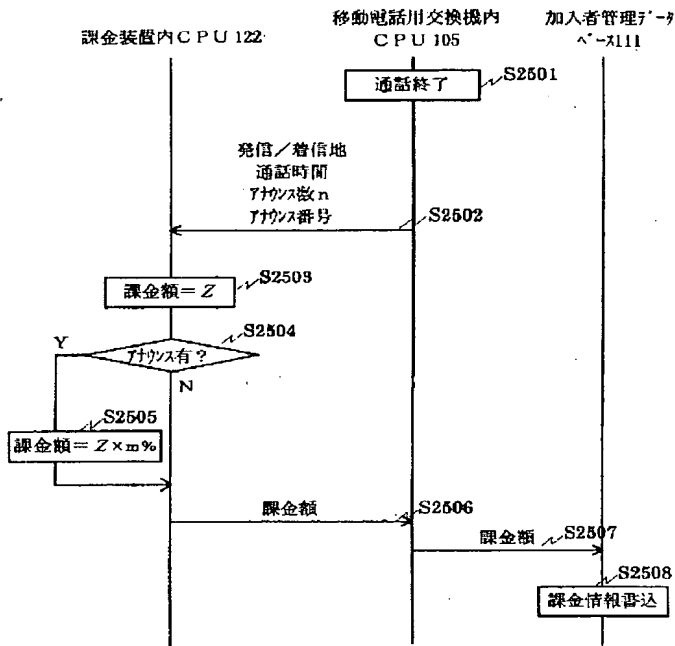 課金装置内CPU122
移動電話用交換機内
CPU105
加入者管理データ
ベース111
通話終了
S2501
発信/着信地
通話時間
アナウンス数n
アナウンス番号
S2502
課金額=Z
S2503
S2504
Y
アナウンス有?
N
S2505
課金額=Z×m%
課金額
S2506
課金額
S2507
S2508
課金情報書込